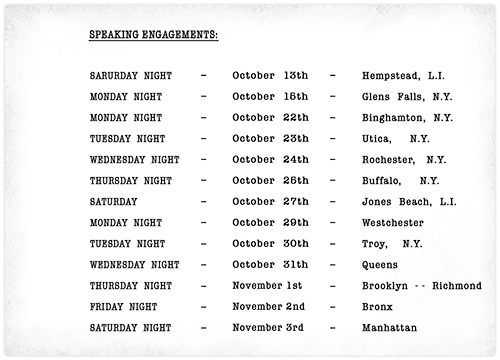 SPEAKING ENGAGEMENTS:
SARURDAY NIGHT - October 13th - Hempstead, L.I.
MONDAY NIGHT - October 15th - Glens Falls, N.Y.
MONDAY NIGHT - October 22th - Binghamton, N.Y.
TUESDAY NIGHT - October 23th - Utica, N.Y.
WEDNESDAY NIGHT - October 24th - Rochester, N.Y.
THURSDAY NIGHT - October 25th - Buffalo, N.Y.
SATURDAY - October 27th - Jones Beach, L.I.
MONDAY NIGHT - October 29th - Westchester
TUESDAY NIGHT - October 30th - Troy, N.Y.
WEDNESDAY NIGHT - October 31th - Queens
THURSDAY NIGHT - November 1st - Brooklyn -- Richmond
FRIDAY NIGHT - November 2nd - Bronx
SATURDAY NIGHT - November 3rd - Manhattan